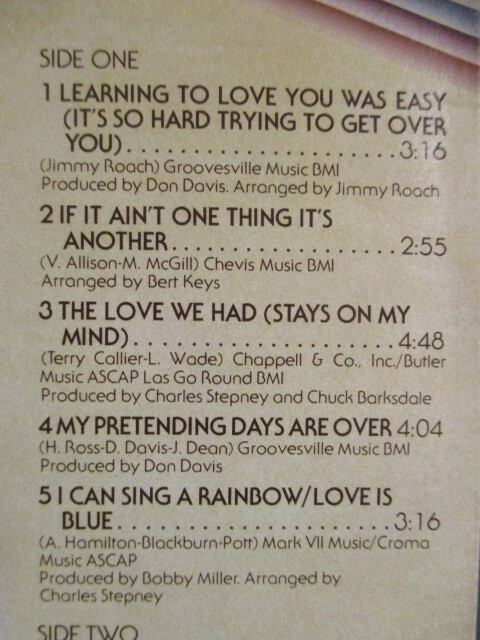 SIDE ONE
1 LEARNING TO LOVE YOU WAS EASY
(IT'S SO HARD TRYING TO GET OVER
YOU) . . . . . . . . . . . . . . . . . . . . . 3:16
(Jimmy Roach) Groovesville Music BMI
Produced by Don Davis. Arranged by Jimmy Roach
2 IF IT AIN'T ONE THING IT'S
ANOTHER . . . . . . . . . . . . . . . . . . 2:55
(V. Allison-M. McGill) Chevis Music BMI
Arranged by Bert Keys
3 THE LOVE WE HAD (STAYS ON MY
MIND) . . . . . . . . . . . . . . . . . . . . . 4:48
(Terry Callier-L. Wade) Chappell & Co., Inc./Butler
Music ASCAP Las Go Round BMI
Produced by Charles Stepney and Chuck Barksdale
4 MY PRETENDING DAYS ARE OVER 4:04
(H. Ross-D. Davis-J. Dean) Groovesville Music BMI
Produced by Don Davis
5 I CAN SING A RAINBOW/LOVE IS
BLUE . . . . . . . . . . . . . . . . . . . . . . 3:16
(A. Hamilton-Blackburn-Pott) Mark VII Music/Croma
Music ASCAP
Produced by Bobby Miller. Arranged by
Charles Stepney
SIDE TWO